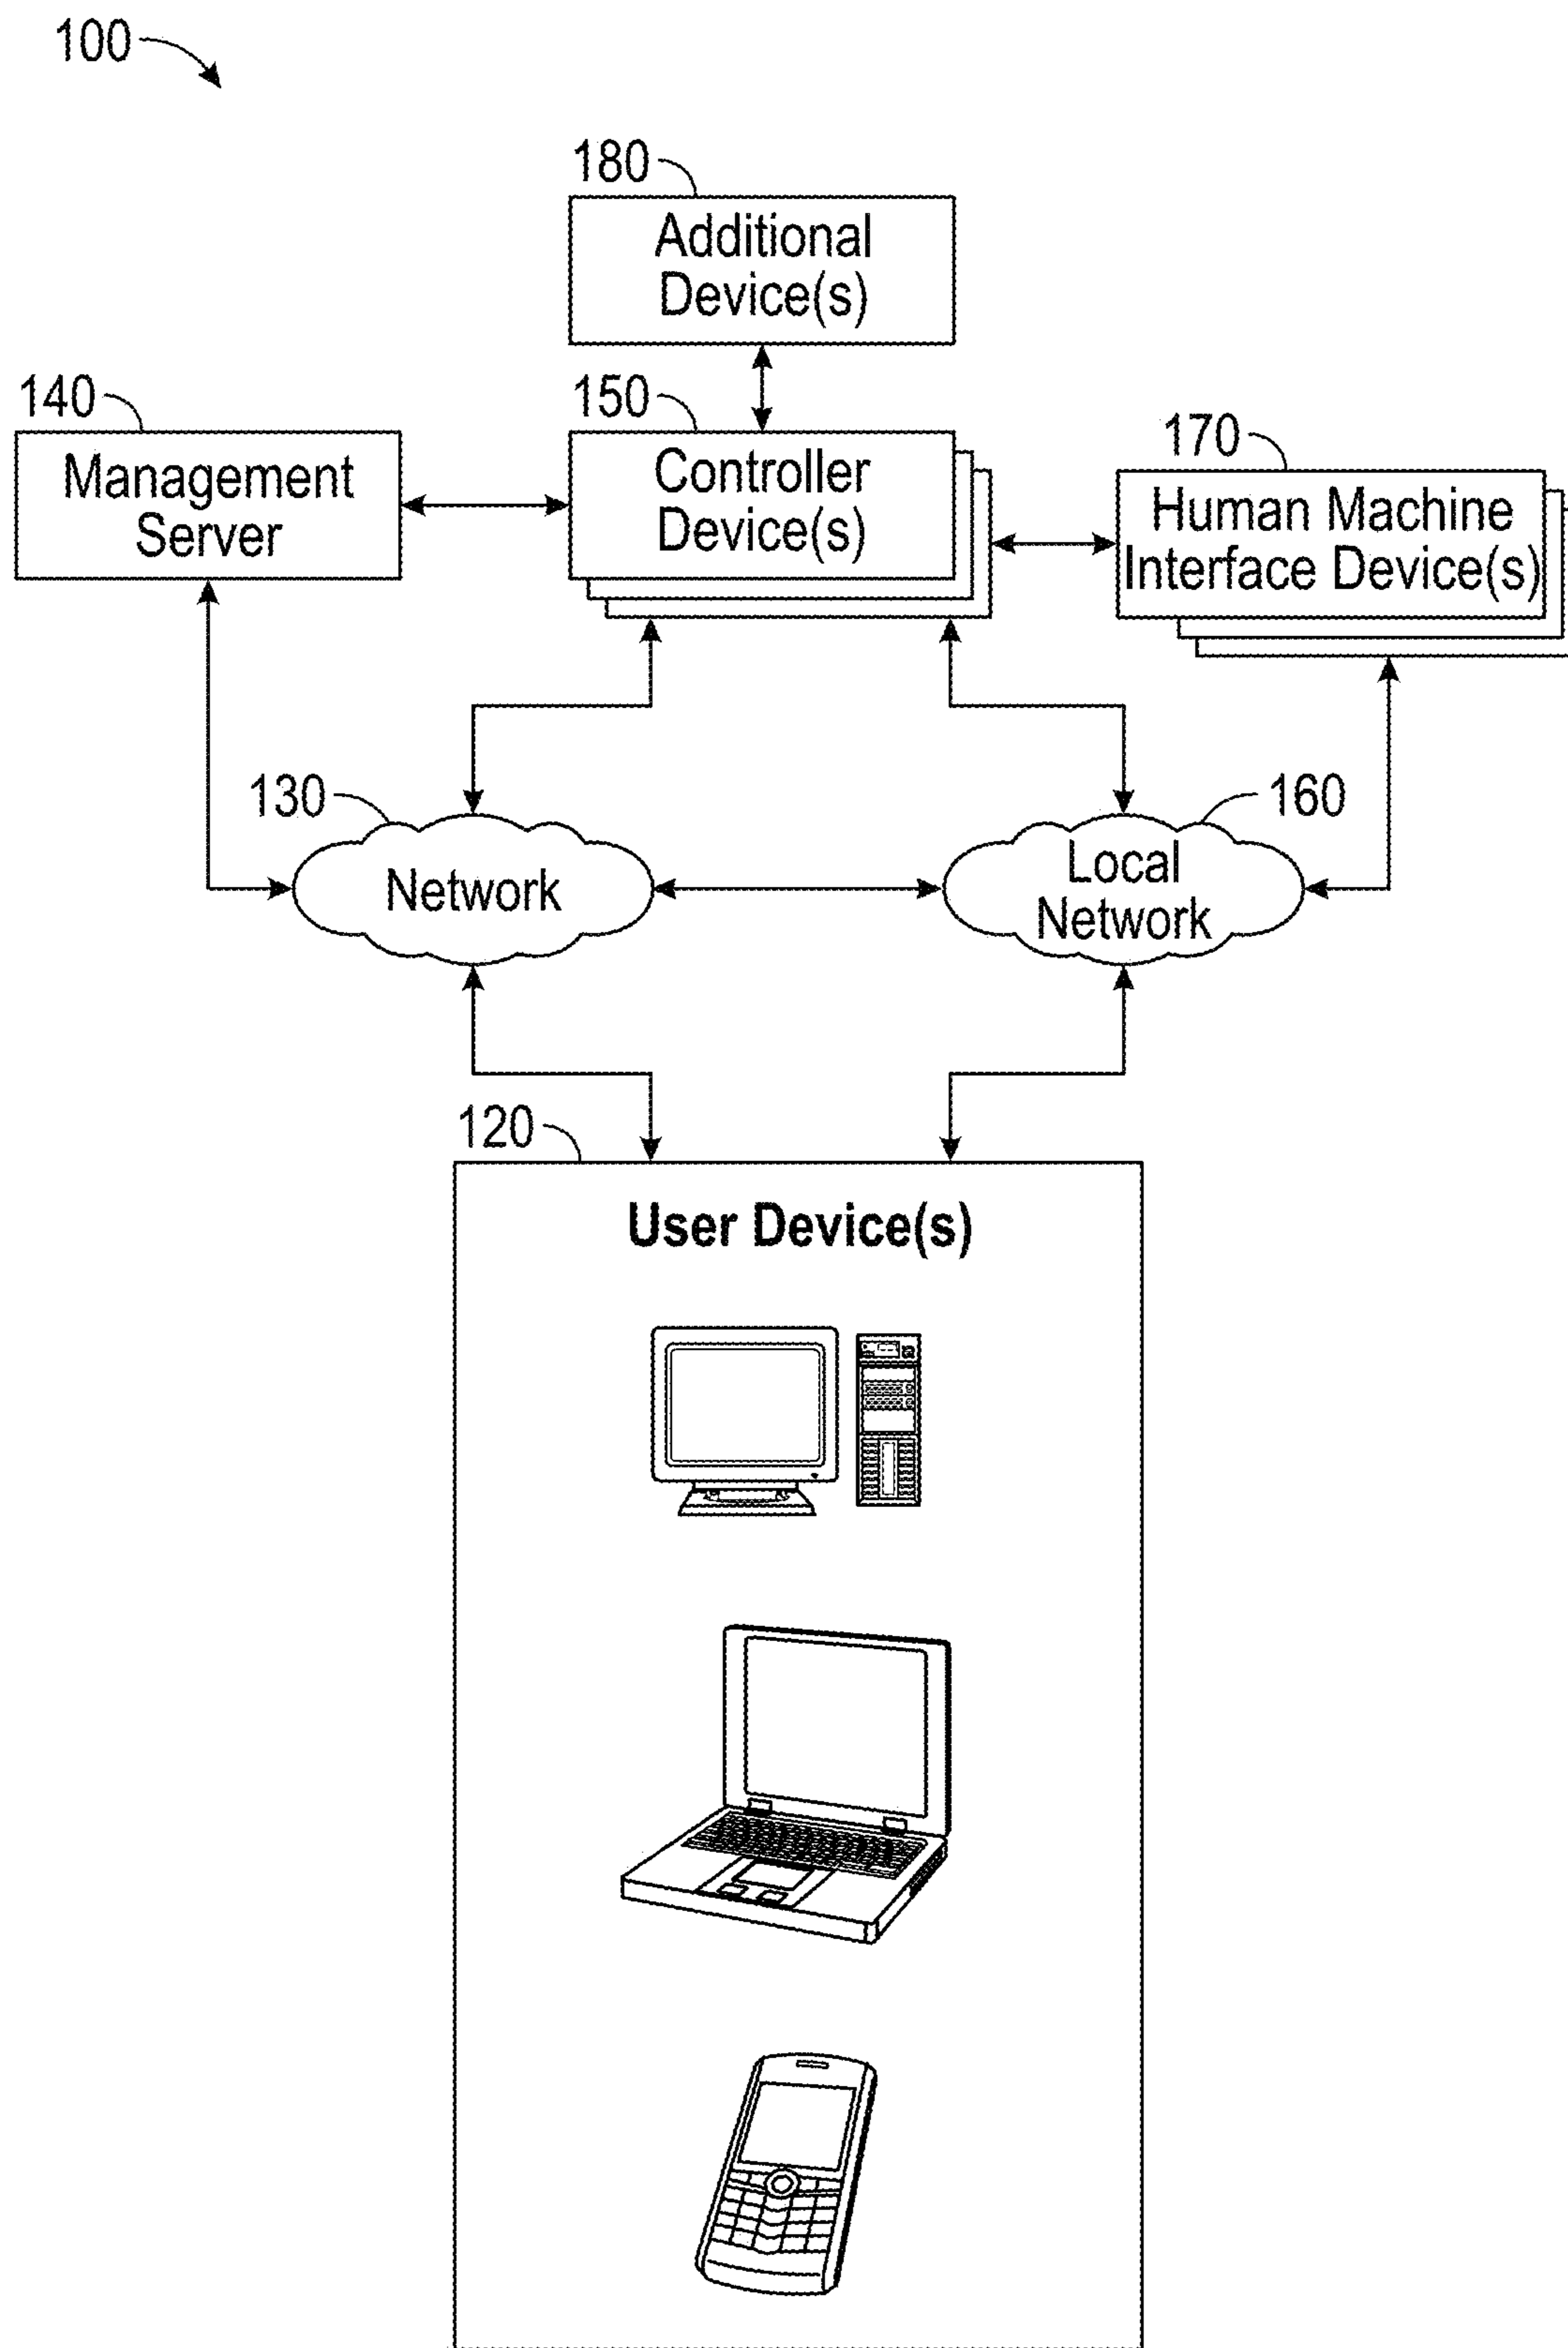 100
180
Additional
Device(s)
140
150
170
Management
Server
Controller
Device(s)
Human Machine
Interface Device(s)
130
160
Network
Local
Network
120
User Device(s)